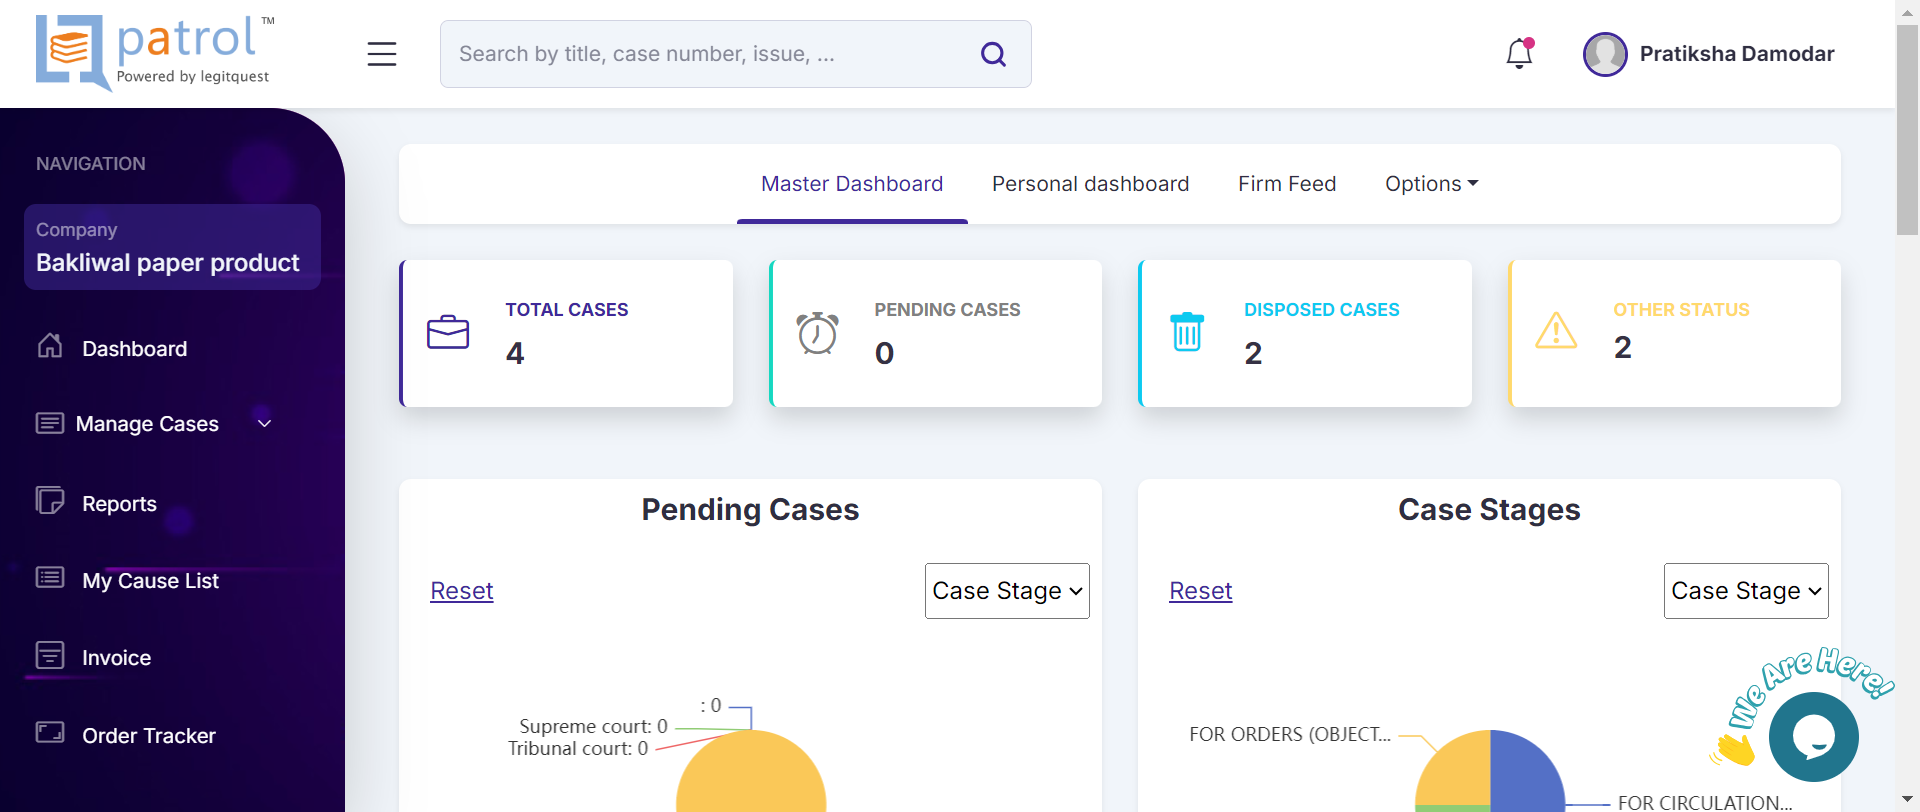 patrol TM
Powered by legitquest
Search by title, case number, issue, ...
Pratiksha Damodar
NAVIGATION
Company
Bakliwal paper product
Dashboard
Manage Cases
Reports
My Cause List
Invoice
Order Tracker
Master Dashboard
Personal dashboard
Firm Feed
Options
TOTAL CASES
4
PENDING CASES
0
DISPOSED CASES
2
OTHER STATUS
2
Pending Cases
Reset
Case Stage
: 0
Supreme court: 0
Tribunal court: 0
Case Stages
Reset
Case Stage
FOR ORDERS (OBJECT...
FOR CIRCULATION...
We Are Here!